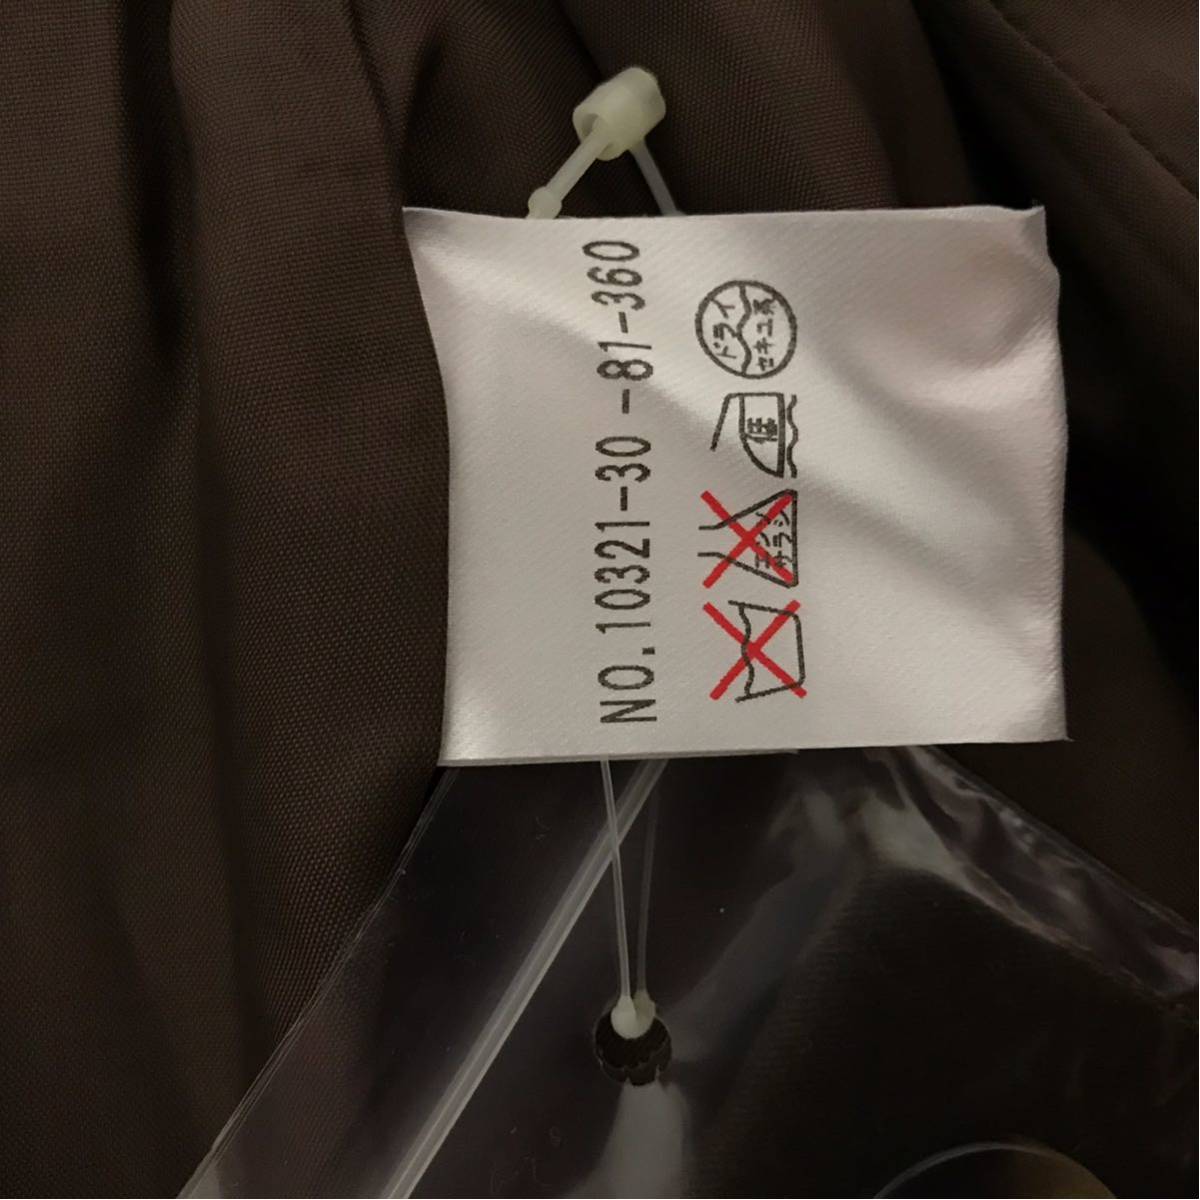 NO.10321-30-81-360
エンソ
サラシ
低
ドライ
セキユ系